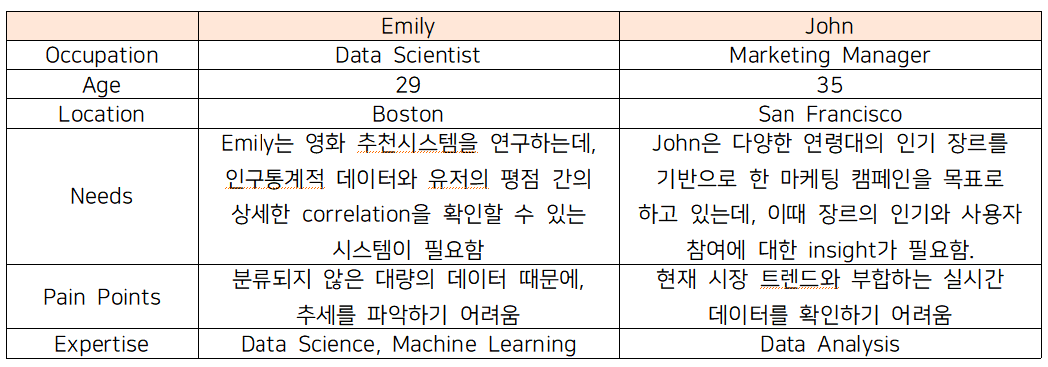 Emily John
Occupation Data Scientist Marketing Manager
Age 29 35
Location Boston San Francisco
Needs
Emily는 영화 추천시스템을 연구하는데,
인구통계적 데이터와 유저의 평점 간의
상세한 correlation을 확인할 수 있는
시스템이 필요함
John은 다양한 연령대의 인기 장르를
기반으로 한 마케팅 캠페인을 목표로
하고 있는데, 이때 장르의 인기와 사용자
참여에 대한 insight가 필요함.
Pain Points
분류되지 않은 대량의 데이터 때문에,
추세를 파악하기 어려움
현재 시장 트렌드와 부합하는 실시간
데이터를 확인하기 어려움
Expertise Data Science, Machine Learning Data Analysis